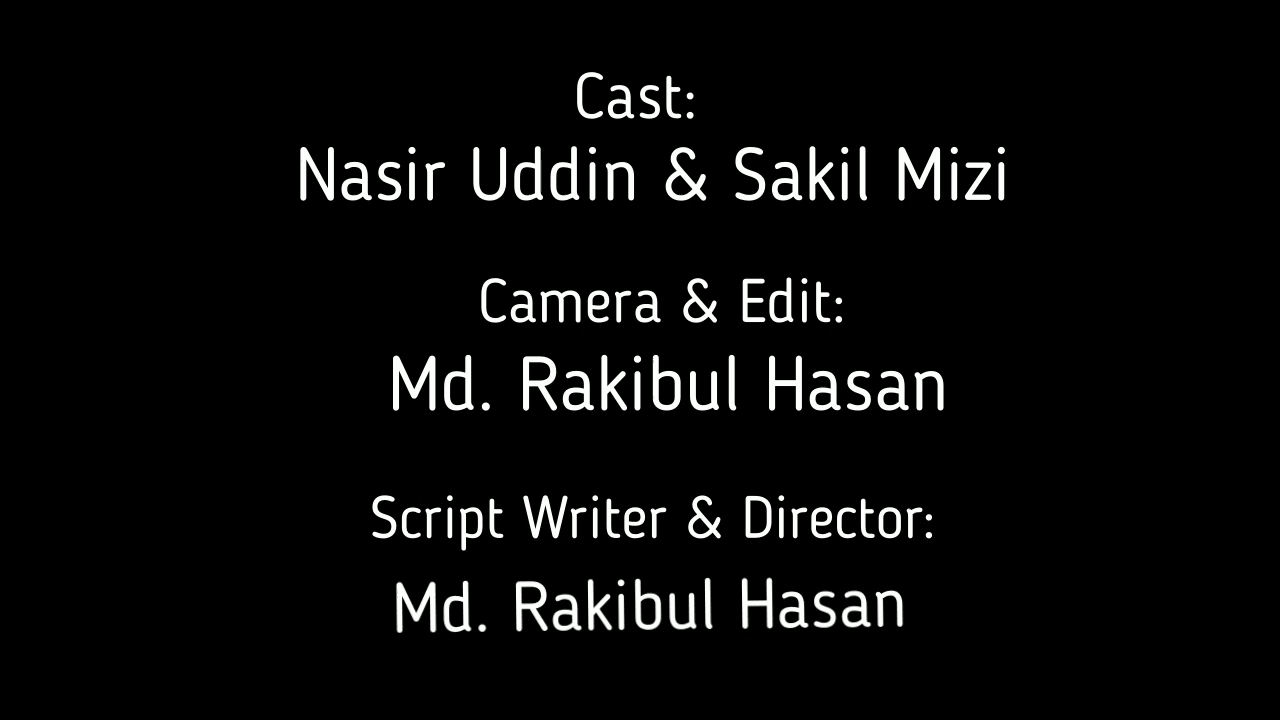 Cast:
Nasir Uddin & Sakil Mizi
Camera & Edit:
Md. Rakibul Hasan
Script Writer & Director:
Md. Rakibul Hasan